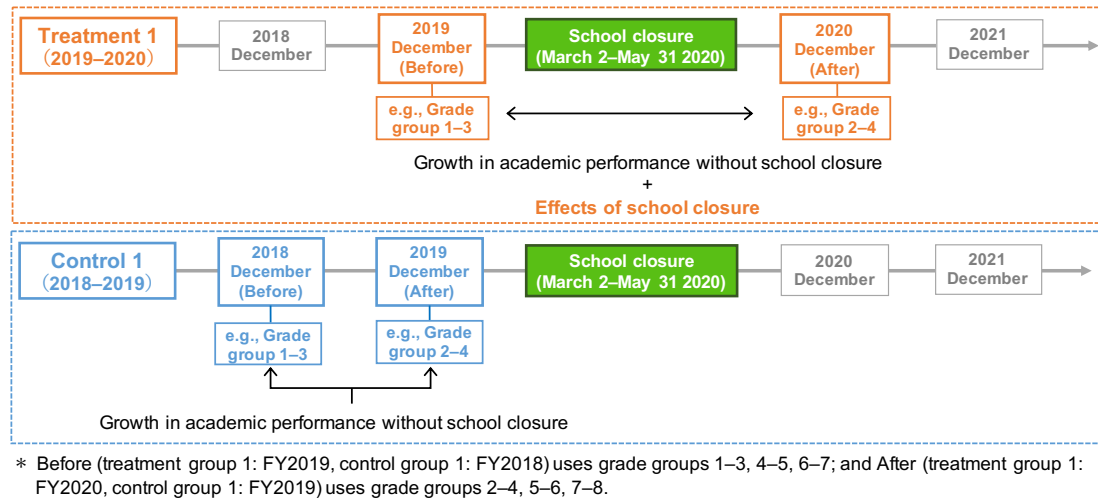 Treatment 1
(2019–2020)
2018
December
2019
December
(Before)
School closure
(March 2–May 31 2020)
2020
December
(After)
2021
December
e.g., Grade
group 1–3
e.g., Grade
group 2–4
Growth in academic performance without school closure
+
Effects of school closure
Control 1
(2018–2019)
2018
December
(Before)
2019
December
(After)
School closure
(March 2–May 31 2020)
2020
December
2021
December
e.g., Grade
group 1–3
e.g., Grade
group 2–4
Growth in academic performance without school closure
* Before (treatment group 1: FY2019, control group 1: FY2018) uses grade groups 1–3, 4–5, 6–7; and After (treatment group 1:
FY2020, control group 1: FY2019) uses grade groups 2–4, 5–6, 7–8.